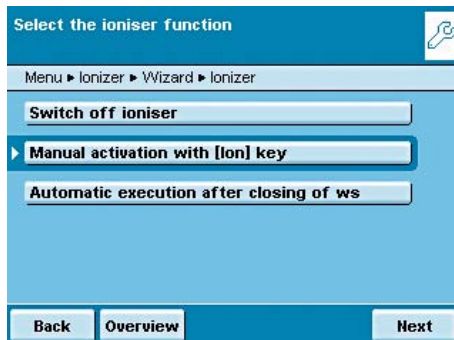 Select the ioniser function
Menu ▸ Ionizer ▸ Wizard ▸ Ionizer
Switch off ioniser
Manual activation with [Ion] key
Automatic execution after closing of ws
Back Overview Next